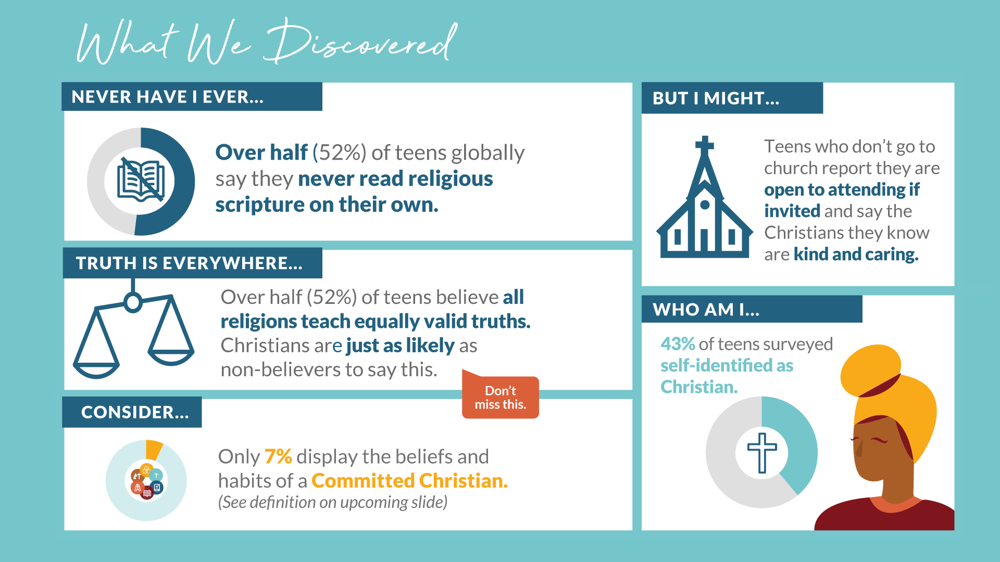 What We Discovered
NEVER HAVE I EVER...
Over half (52%) of teens globally
say they never read religious
scripture on their own.
TRUTH IS EVERYWHERE...
Over half (52%) of teens believe all
religions teach equally valid truths.
Christians are just as likely as
non-believers to say this.
Don't
miss this.
CONSIDER...
Only 7% display the beliefs and
habits of a Committed Christian.
(See definition on upcoming slide)
BUT I MIGHT...
Teens who don't go to
church report they are
open to attending if
invited and say the
Christians they know
are kind and caring.
WHO AM I...
43% of teens surveyed
self-identified as
Christian.